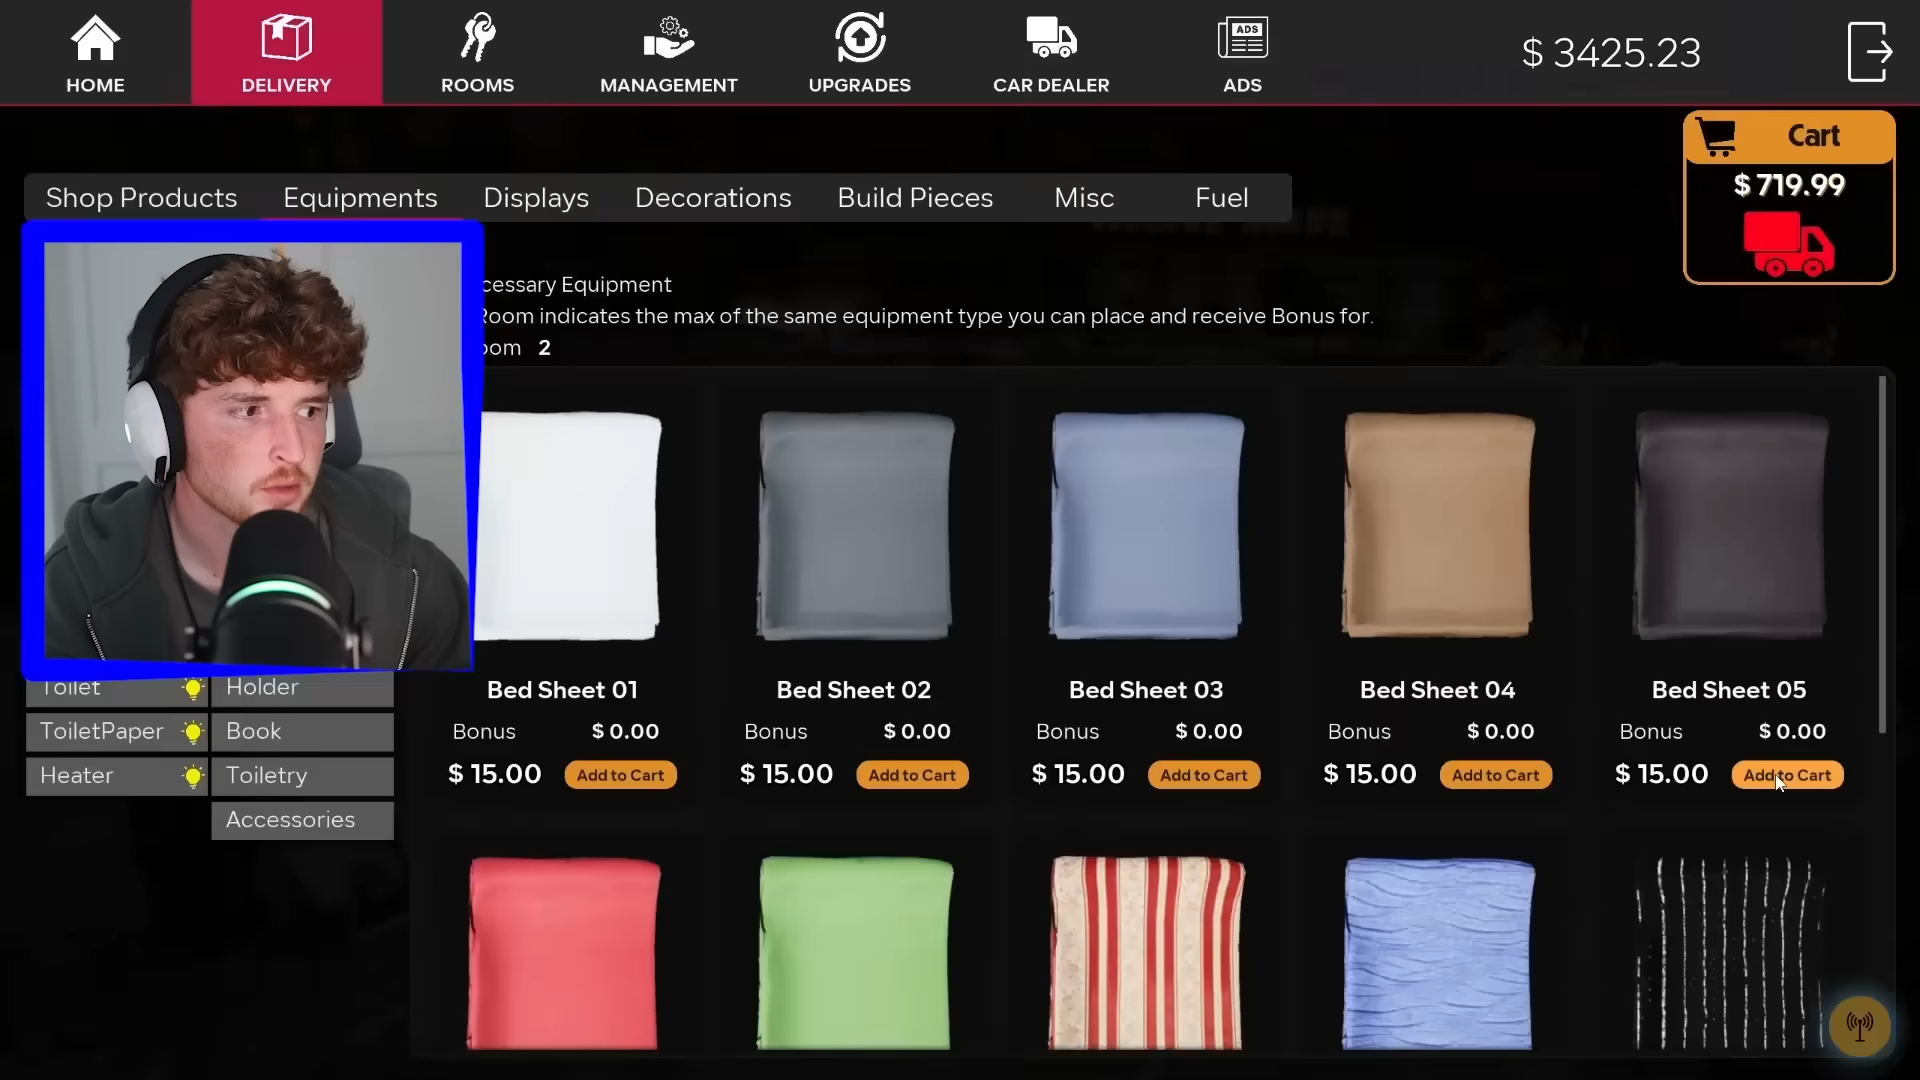 HOME
DELIVERY
ROOMS
MANAGEMENT
UPGRADES
CAR DEALER
ADS
ADS
$ 3425.23
Cart
$ 719.99
Shop Products
Equipments
Displays
Decorations
Build Pieces
Misc
Fuel
cessary Equipment
Room indicates the max of the same equipment type you can place and receive Bonus for.
oom 2
Toilet
Holder
ToiletPaper
Book
Heater
Toiletry
Accessories
Bed Sheet 01
Bonus $ 0.00
$ 15.00 Add to Cart
Bed Sheet 02
Bonus $ 0.00
$ 15.00 Add to Cart
Bed Sheet 03
Bonus $ 0.00
$ 15.00 Add to Cart
Bed Sheet 04
Bonus $ 0.00
$ 15.00 Add to Cart
Bed Sheet 05
Bonus $ 0.00
$ 15.00 Add to Cart